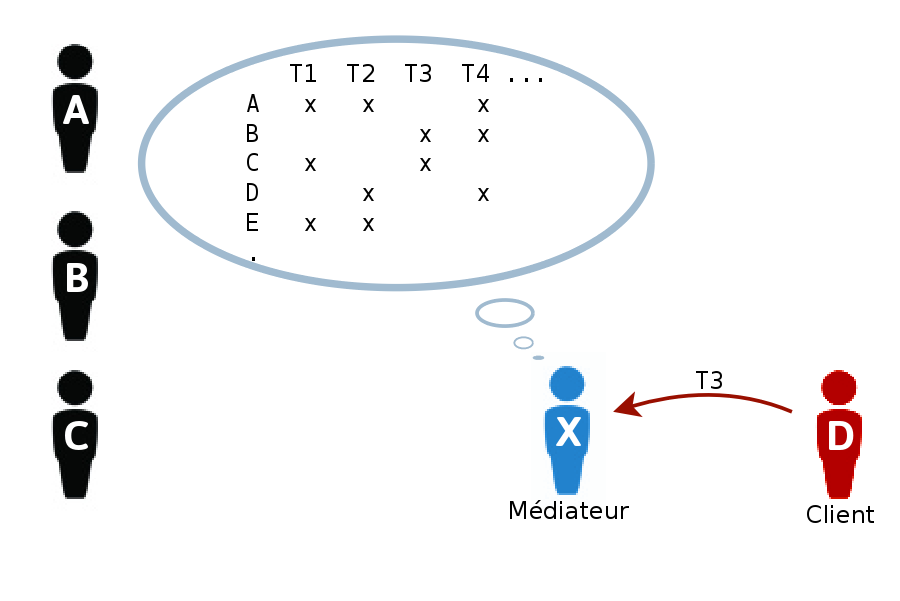 T1 T2 T3 T4 ...
A x x x
B x x
C x x
D x x
E x x
.
A
B
C
T3
X
D
Médiateur
Client